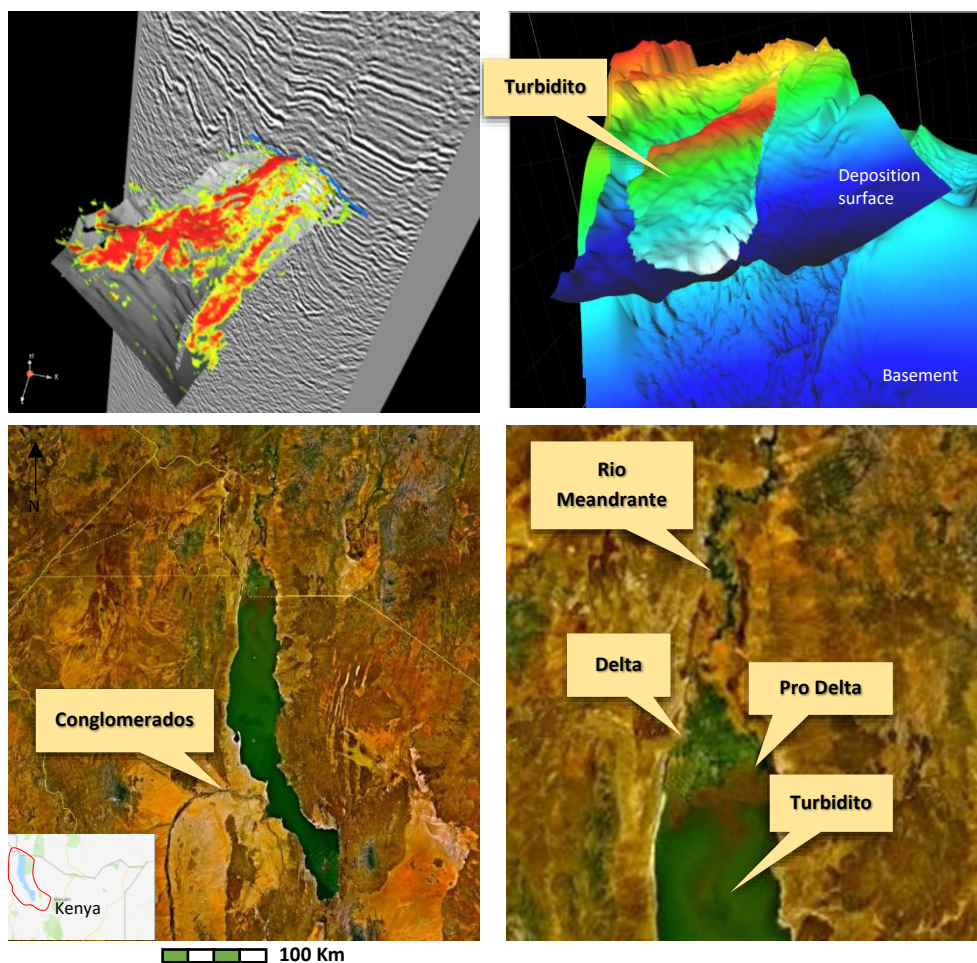 Turbidito
Deposition
surface
Basement
N
Conglomerados
Kenya
100 Km
Rio
Meandrante
Delta
Pro Delta
Turbidito